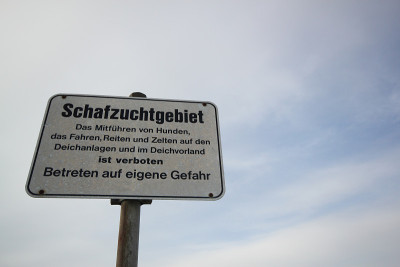 Schafzuchtgebiet
Das Mitführen von Hunden,
das Fahren, Reiten und Zelten auf den
Deichanlagen und im Deichvorland
ist verboten
Betreten auf eigene Gefahr